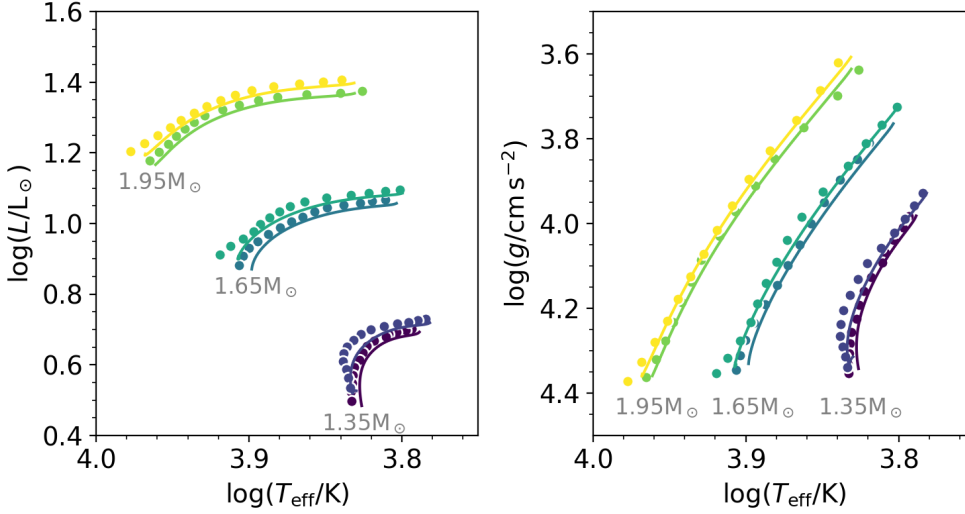 1.6
1.4
1.2
1.0
0.8
0.6
0.4
log(L/L⊙)
1.95M⊙
1.65M⊙
1.35M⊙
4.0
3.9
3.8
log(Teff/K)
3.6
3.8
4.0
4.2
4.4
log(g/cm s⁻²)
1.95M⊙
1.65M⊙
1.35M⊙
4.0
3.9
3.8
log(Teff/K)